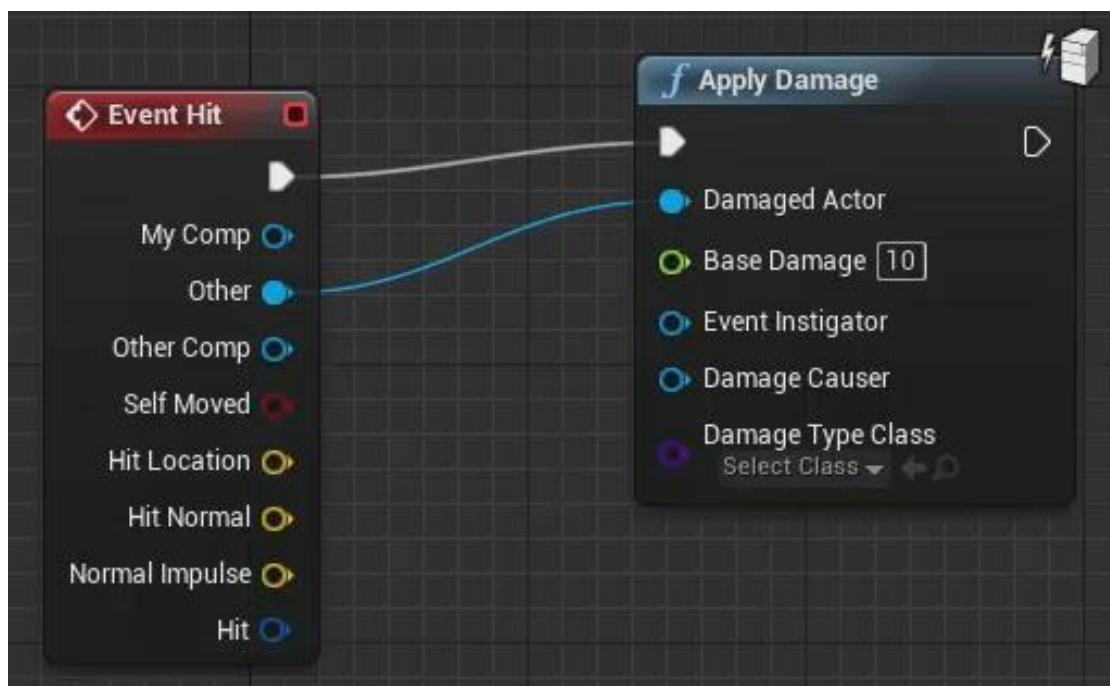 Event Hit
My Comp
Other
Other Comp
Self Moved
Hit Location
Hit Normal
Normal Impulse
Hit
f Apply Damage
Damaged Actor
Base Damage 10
Event Instigator
Damage Causer
Damage Type Class
Select Class